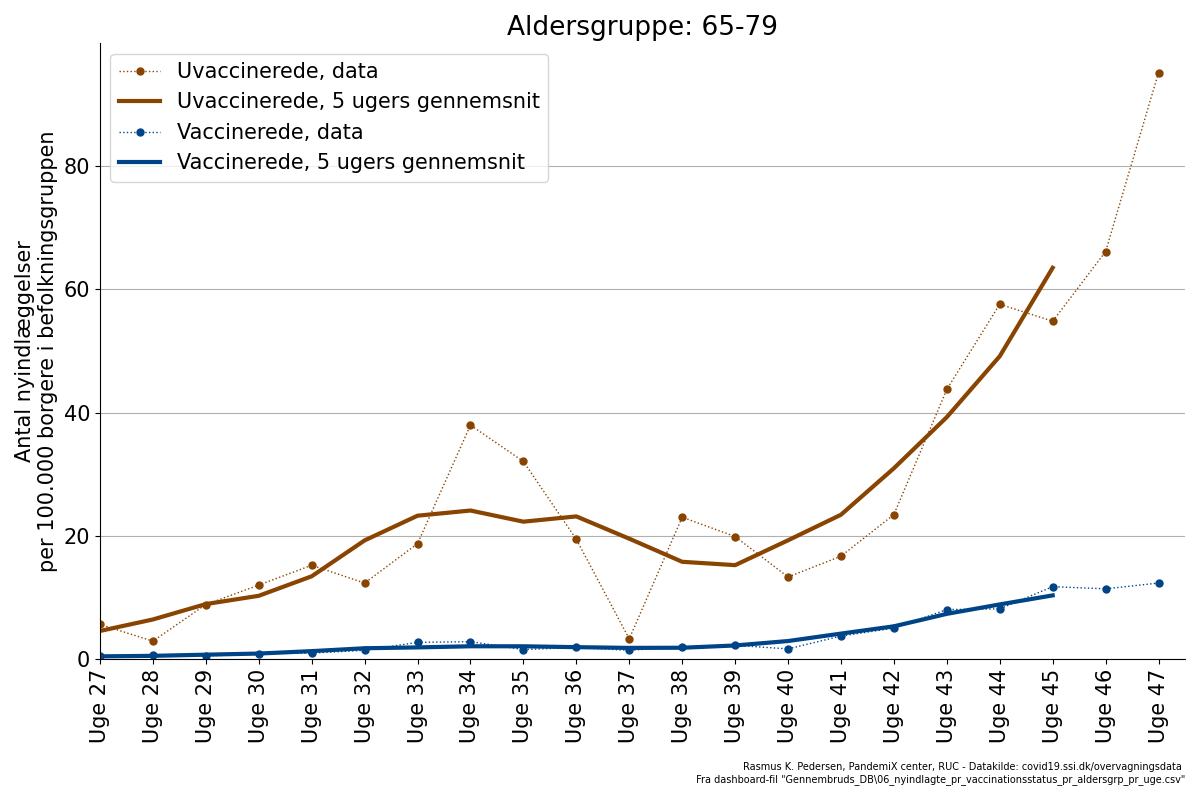 Aldersgruppe: 65-79
Uvaccinerede, data
Uvaccinerede, 5 ugers gennemsnit
Vaccinerede, data
Vaccinerede, 5 ugers gennemsnit
Antal nyindlæggelser
per 100.000 borgere i befolkningsgruppen
80
60
40
20
0
Uge 27
Uge 28
Uge 29
Uge 30
Uge 31
Uge 32
Uge 33
Uge 34
Uge 35
Uge 36
Uge 37
Uge 38
Uge 39
Uge 40
Uge 41
Uge 42
Uge 43
Uge 44
Uge 45
Uge 46
Uge 47
Rasmus K. Pedersen, PandemiX center, RUC - Datakilde: covid19.ssi.dk/overvagningsdata
Fra dashboard-fil "Gennembruds_DB\06_nyindlagte_pr_vaccinationsstatus_pr_aldersgrp_pr_uge.csv"